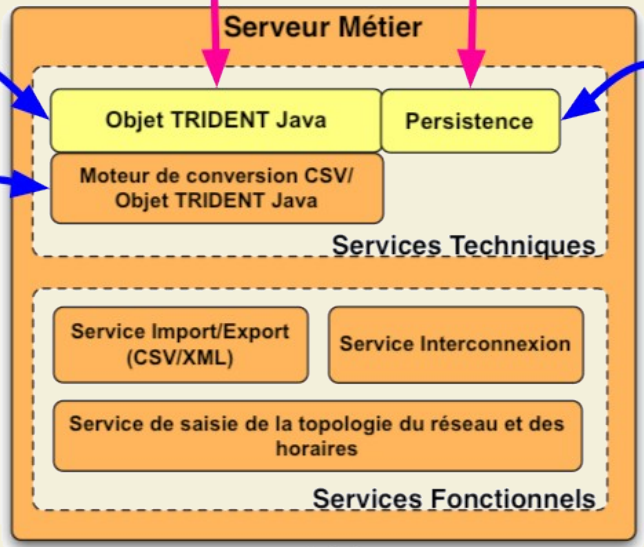 Serveur Métier
Objet TRIDENT Java
Persistence
Moteur de conversion CSV/
Objet TRIDENT Java
Services Techniques
Service Import/Export
(CSV/XML)
Service Interconnexion
Service de saisie de la topologie du réseau et des
horaires
Services Fonctionnels